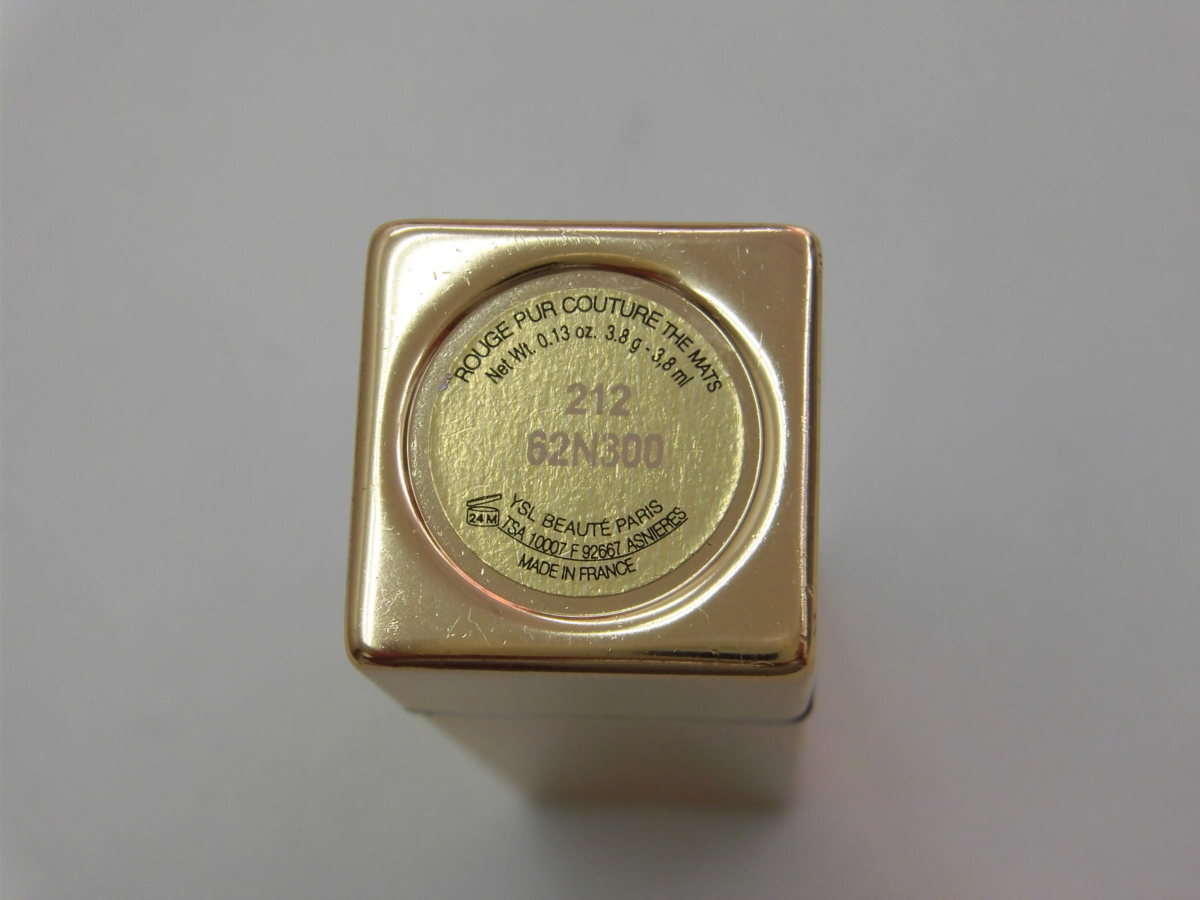 ROUGE PUR COUTURE THE MATS
Net Wt. 0.13 oz. 3.8 g - 3,8 ml
212
62N300
24 M
YSL BEAUTÉ PARIS
TSA 10007 F 92667 ASNIERES
MADE IN FRANCE